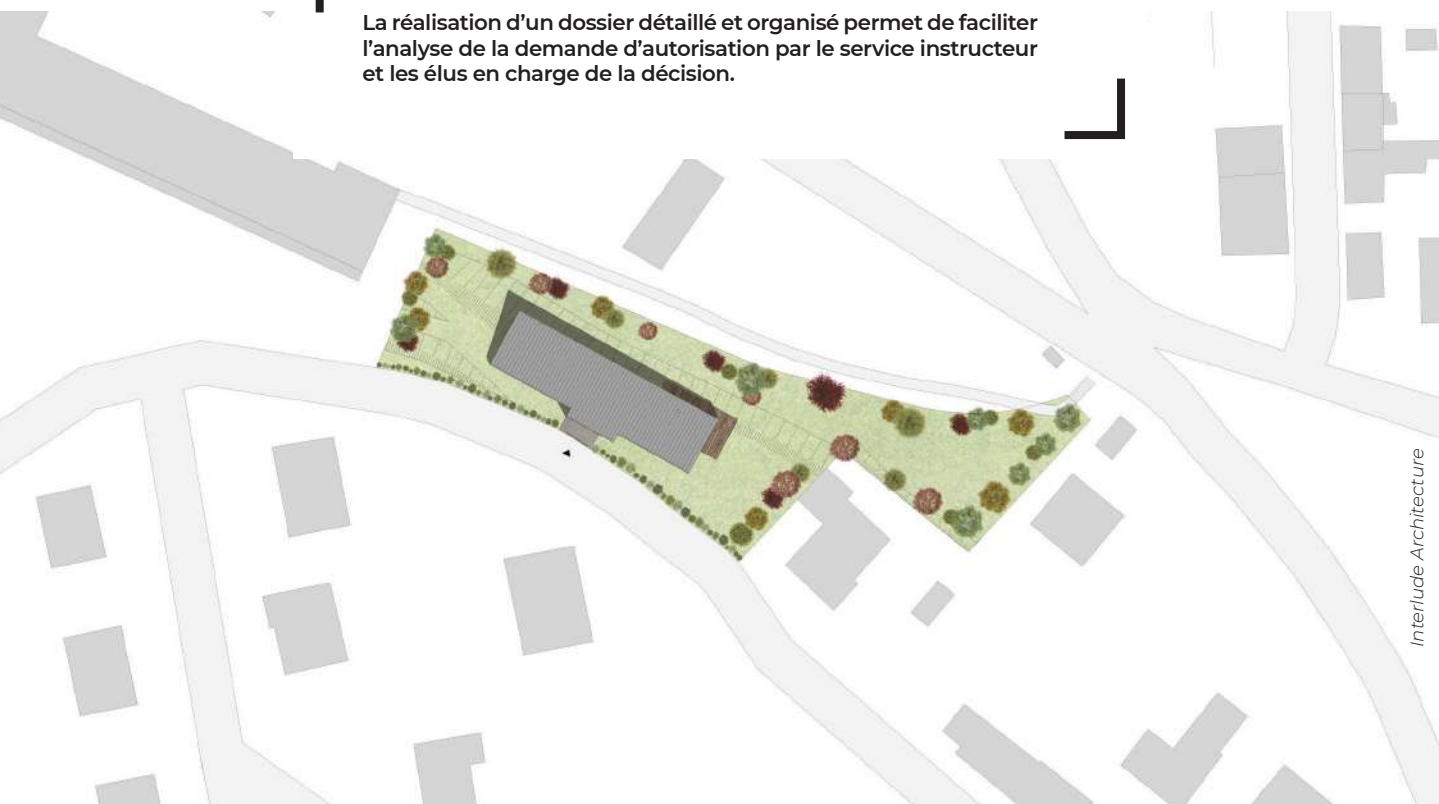 La réalisation d’un dossier détaillé et organisé permet de faciliter
l’analyse de la demande d’autorisation par le service instructeur
et les élus en charge de la décision.
Interlude Architecture